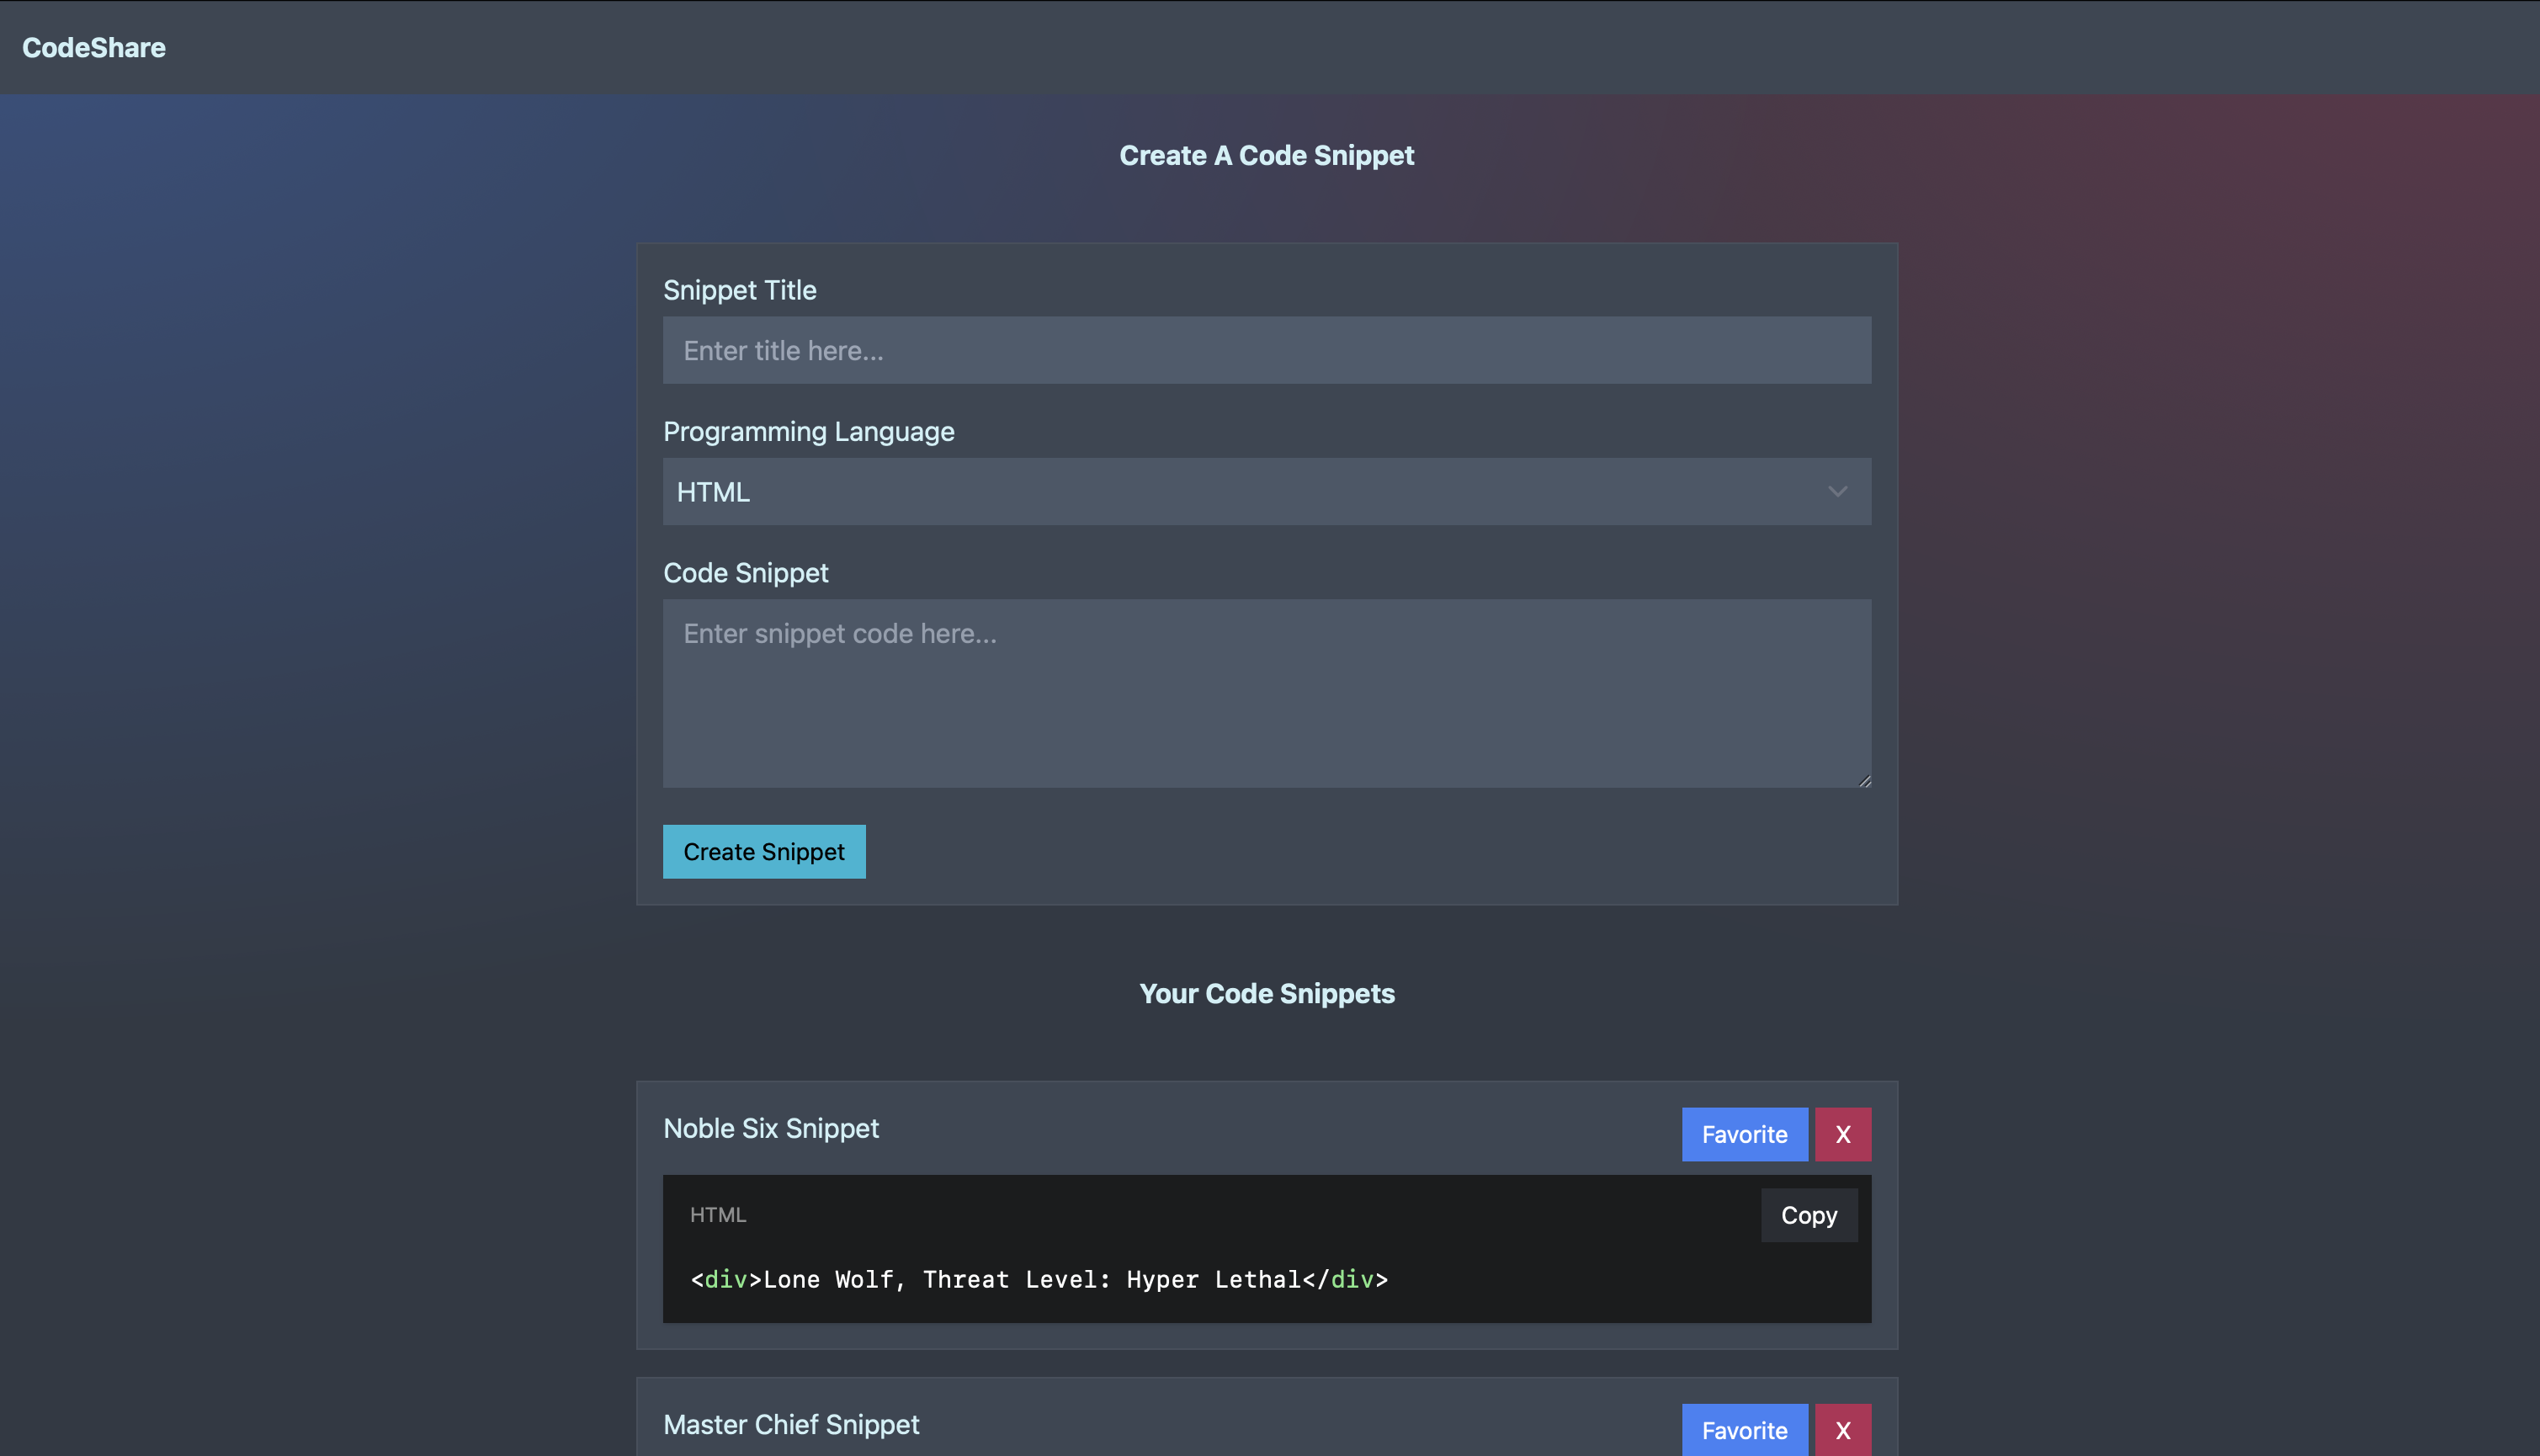 CodeShare
Create A Code Snippet
Snippet Title
Enter title here...
Programming Language
HTML
Code Snippet
Enter snippet code here...
Create Snippet
Your Code Snippets
Noble Six Snippet
Favorite
X
HTML
Copy
<div>Lone Wolf, Threat Level: Hyper Lethal</div>
Master Chief Snippet
Favorite
X